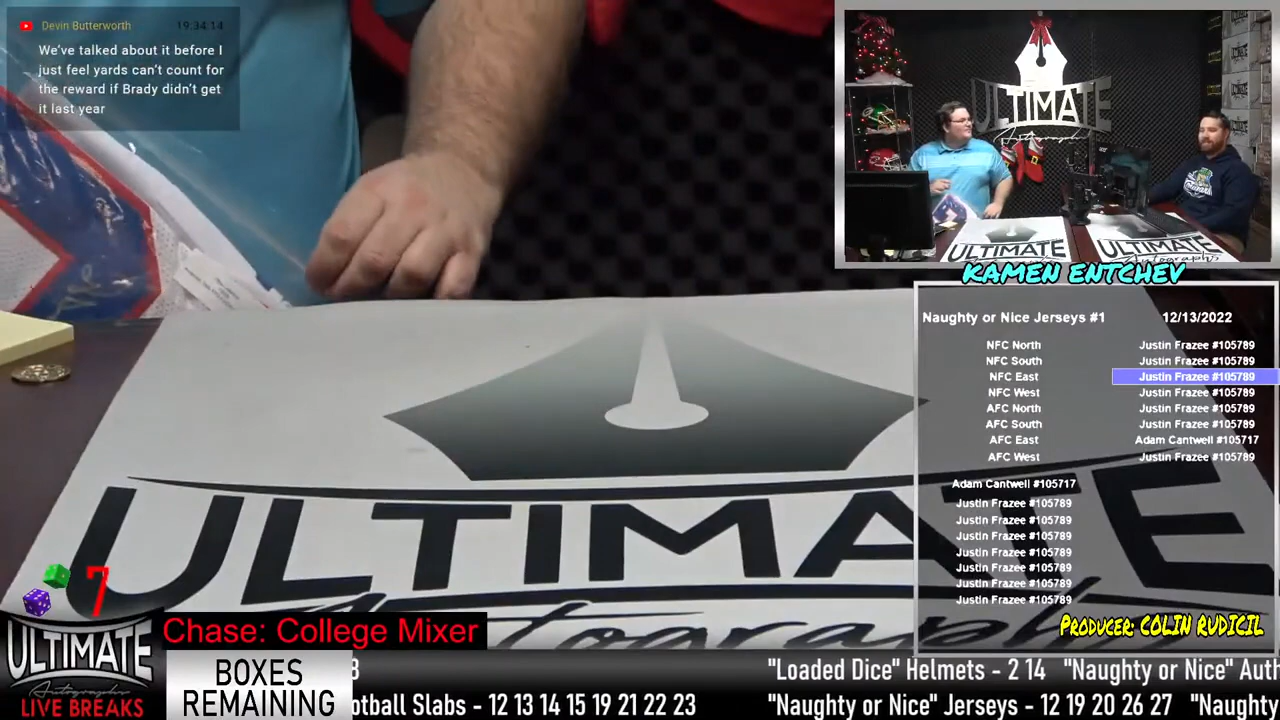 Devin Butterworth 19:34:14
We've talked about it before I
just feel yards can't count for
the reward if Brady didn't get
it last year
ULTIMATE
Autographs
ULTIMATE
Autographs
ULTIMATE
Autographs
KAMEN ENTCHEV
Naughty or Nice Jerseys #1 12/13/2022
NFC North Justin Frazee #105789
NFC South Justin Frazee #105789
NFC East Justin Frazee #105789
NFC West Justin Frazee #105789
AFC North Justin Frazee #105789
AFC South Justin Frazee #105789
AFC East Adam Cantwell #105717
AFC West Justin Frazee #105789
Adam Cantwell #105717
Justin Frazee #105789
Justin Frazee #105789
Justin Frazee #105789
Justin Frazee #105789
Justin Frazee #105789
Justin Frazee #105789
Justin Frazee #105789
PRODUCER: COLIN RUDICIL
ULTIMATE
Autographs
7
ULTIMATE
Autographs
LIVE BREAKS
Chase: College Mixer
BOXES
REMAINING
3 "Loaded Dice" Helmets - 2 14 "Naughty or Nice" Auth
otball Slabs - 12 13 14 15 19 21 22 23 "Naughty or Nice" Jerseys - 12 19 20 26 27 "Naughty